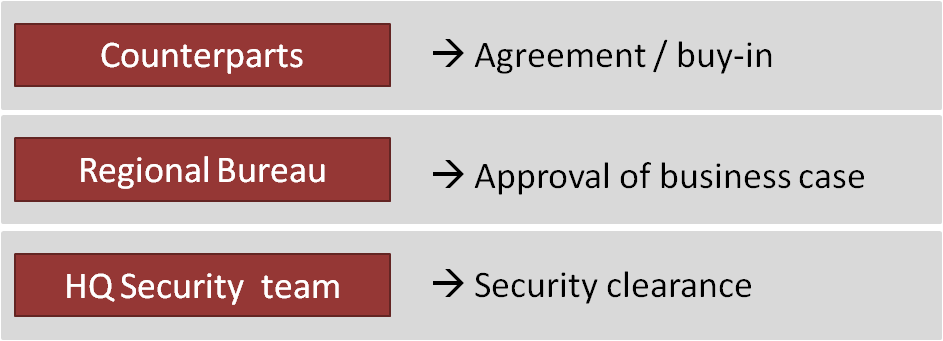 Counterparts → Agreement / buy-in
Regional Bureau → Approval of business case
HQ Security team → Security clearance